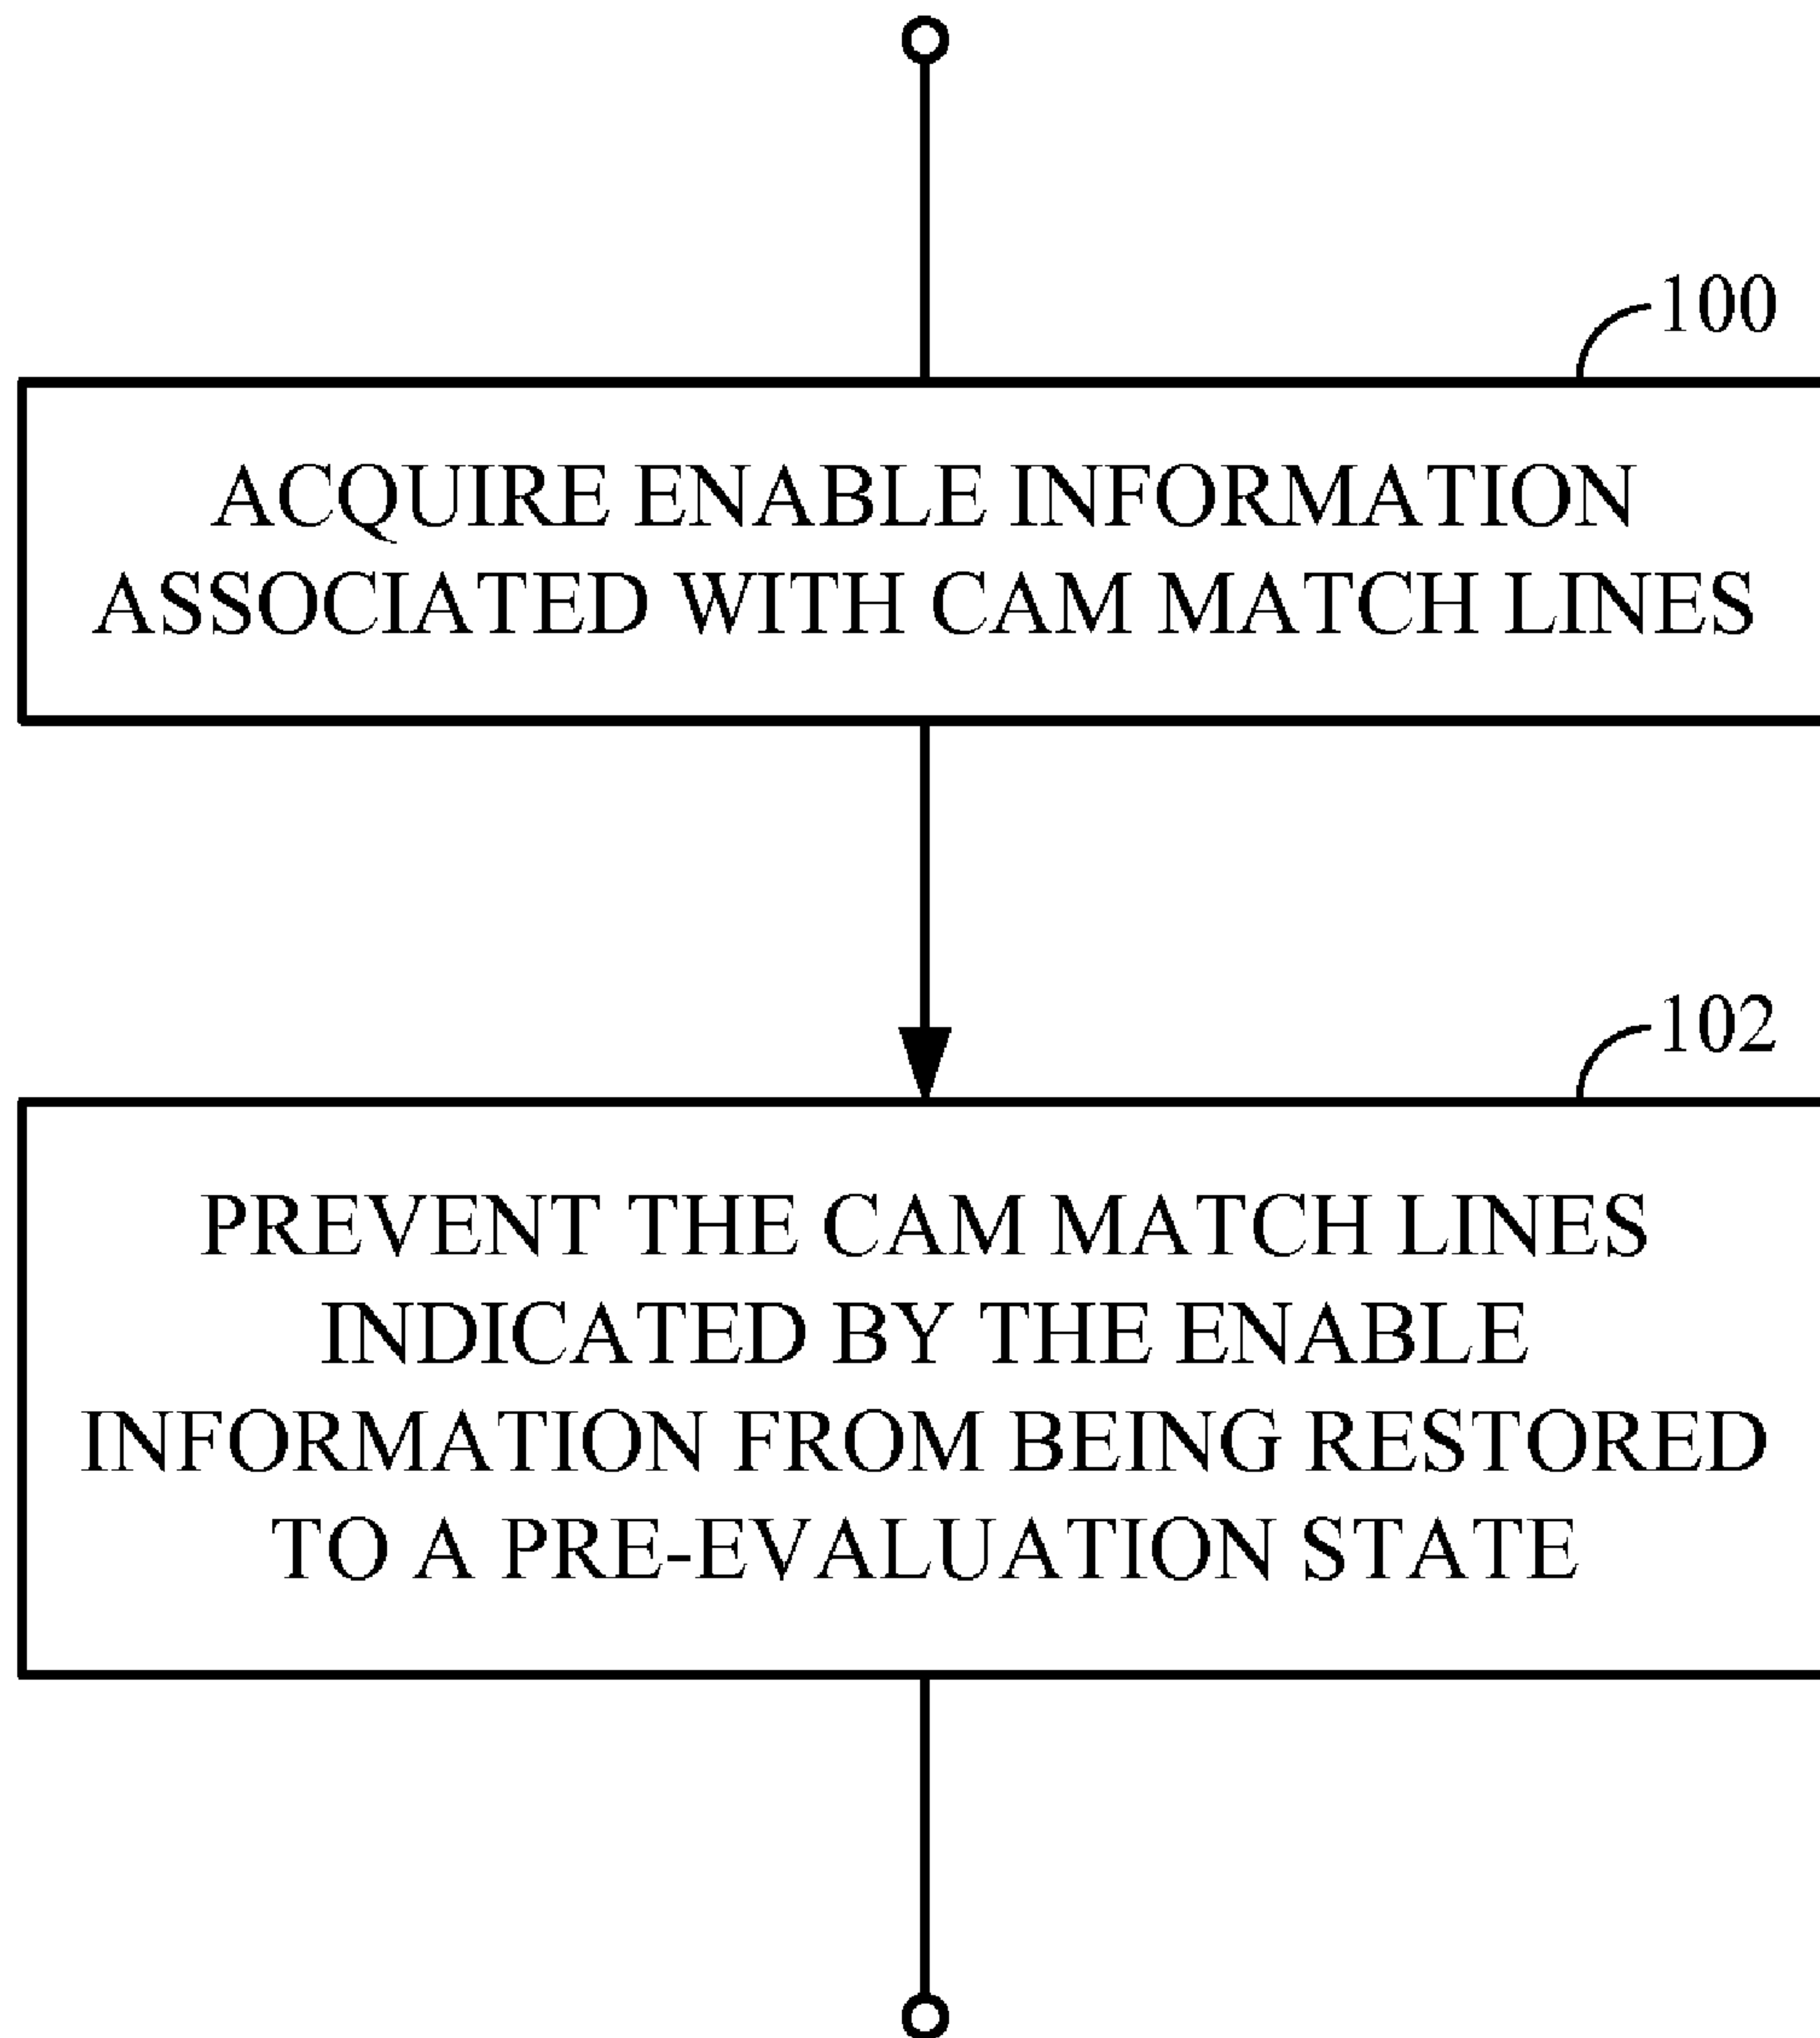 100
ACQUIRE ENABLE INFORMATION
ASSOCIATED WITH CAM MATCH LINES
102
PREVENT THE CAM MATCH LINES
INDICATED BY THE ENABLE
INFORMATION FROM BEING RESTORED
TO A PRE-EVALUATION STATE